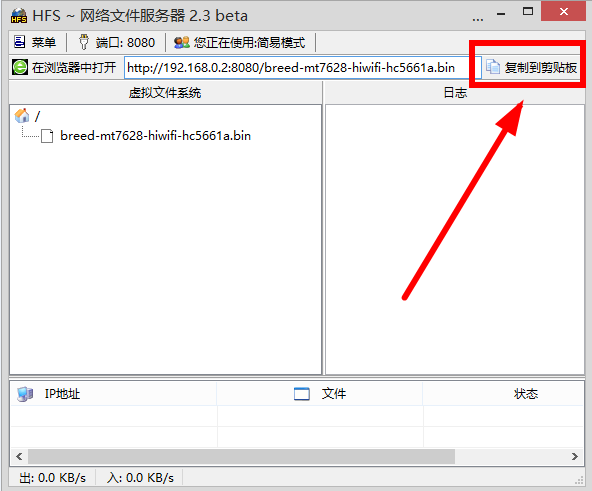 HFS ~ 网络文件服务器 2.3 beta ...
菜单 端口: 8080 您正在使用:简易模式
在浏览器中打开 http://192.168.0.2:8080/breed-mt7628-hiwifi-hc5661a.bin 复制到剪贴板
虚拟文件系统 日志
/
breed-mt7628-hiwifi-hc5661a.bin
IP地址 文件 状态
出: 0.0 KB/s 入: 0.0 KB/s